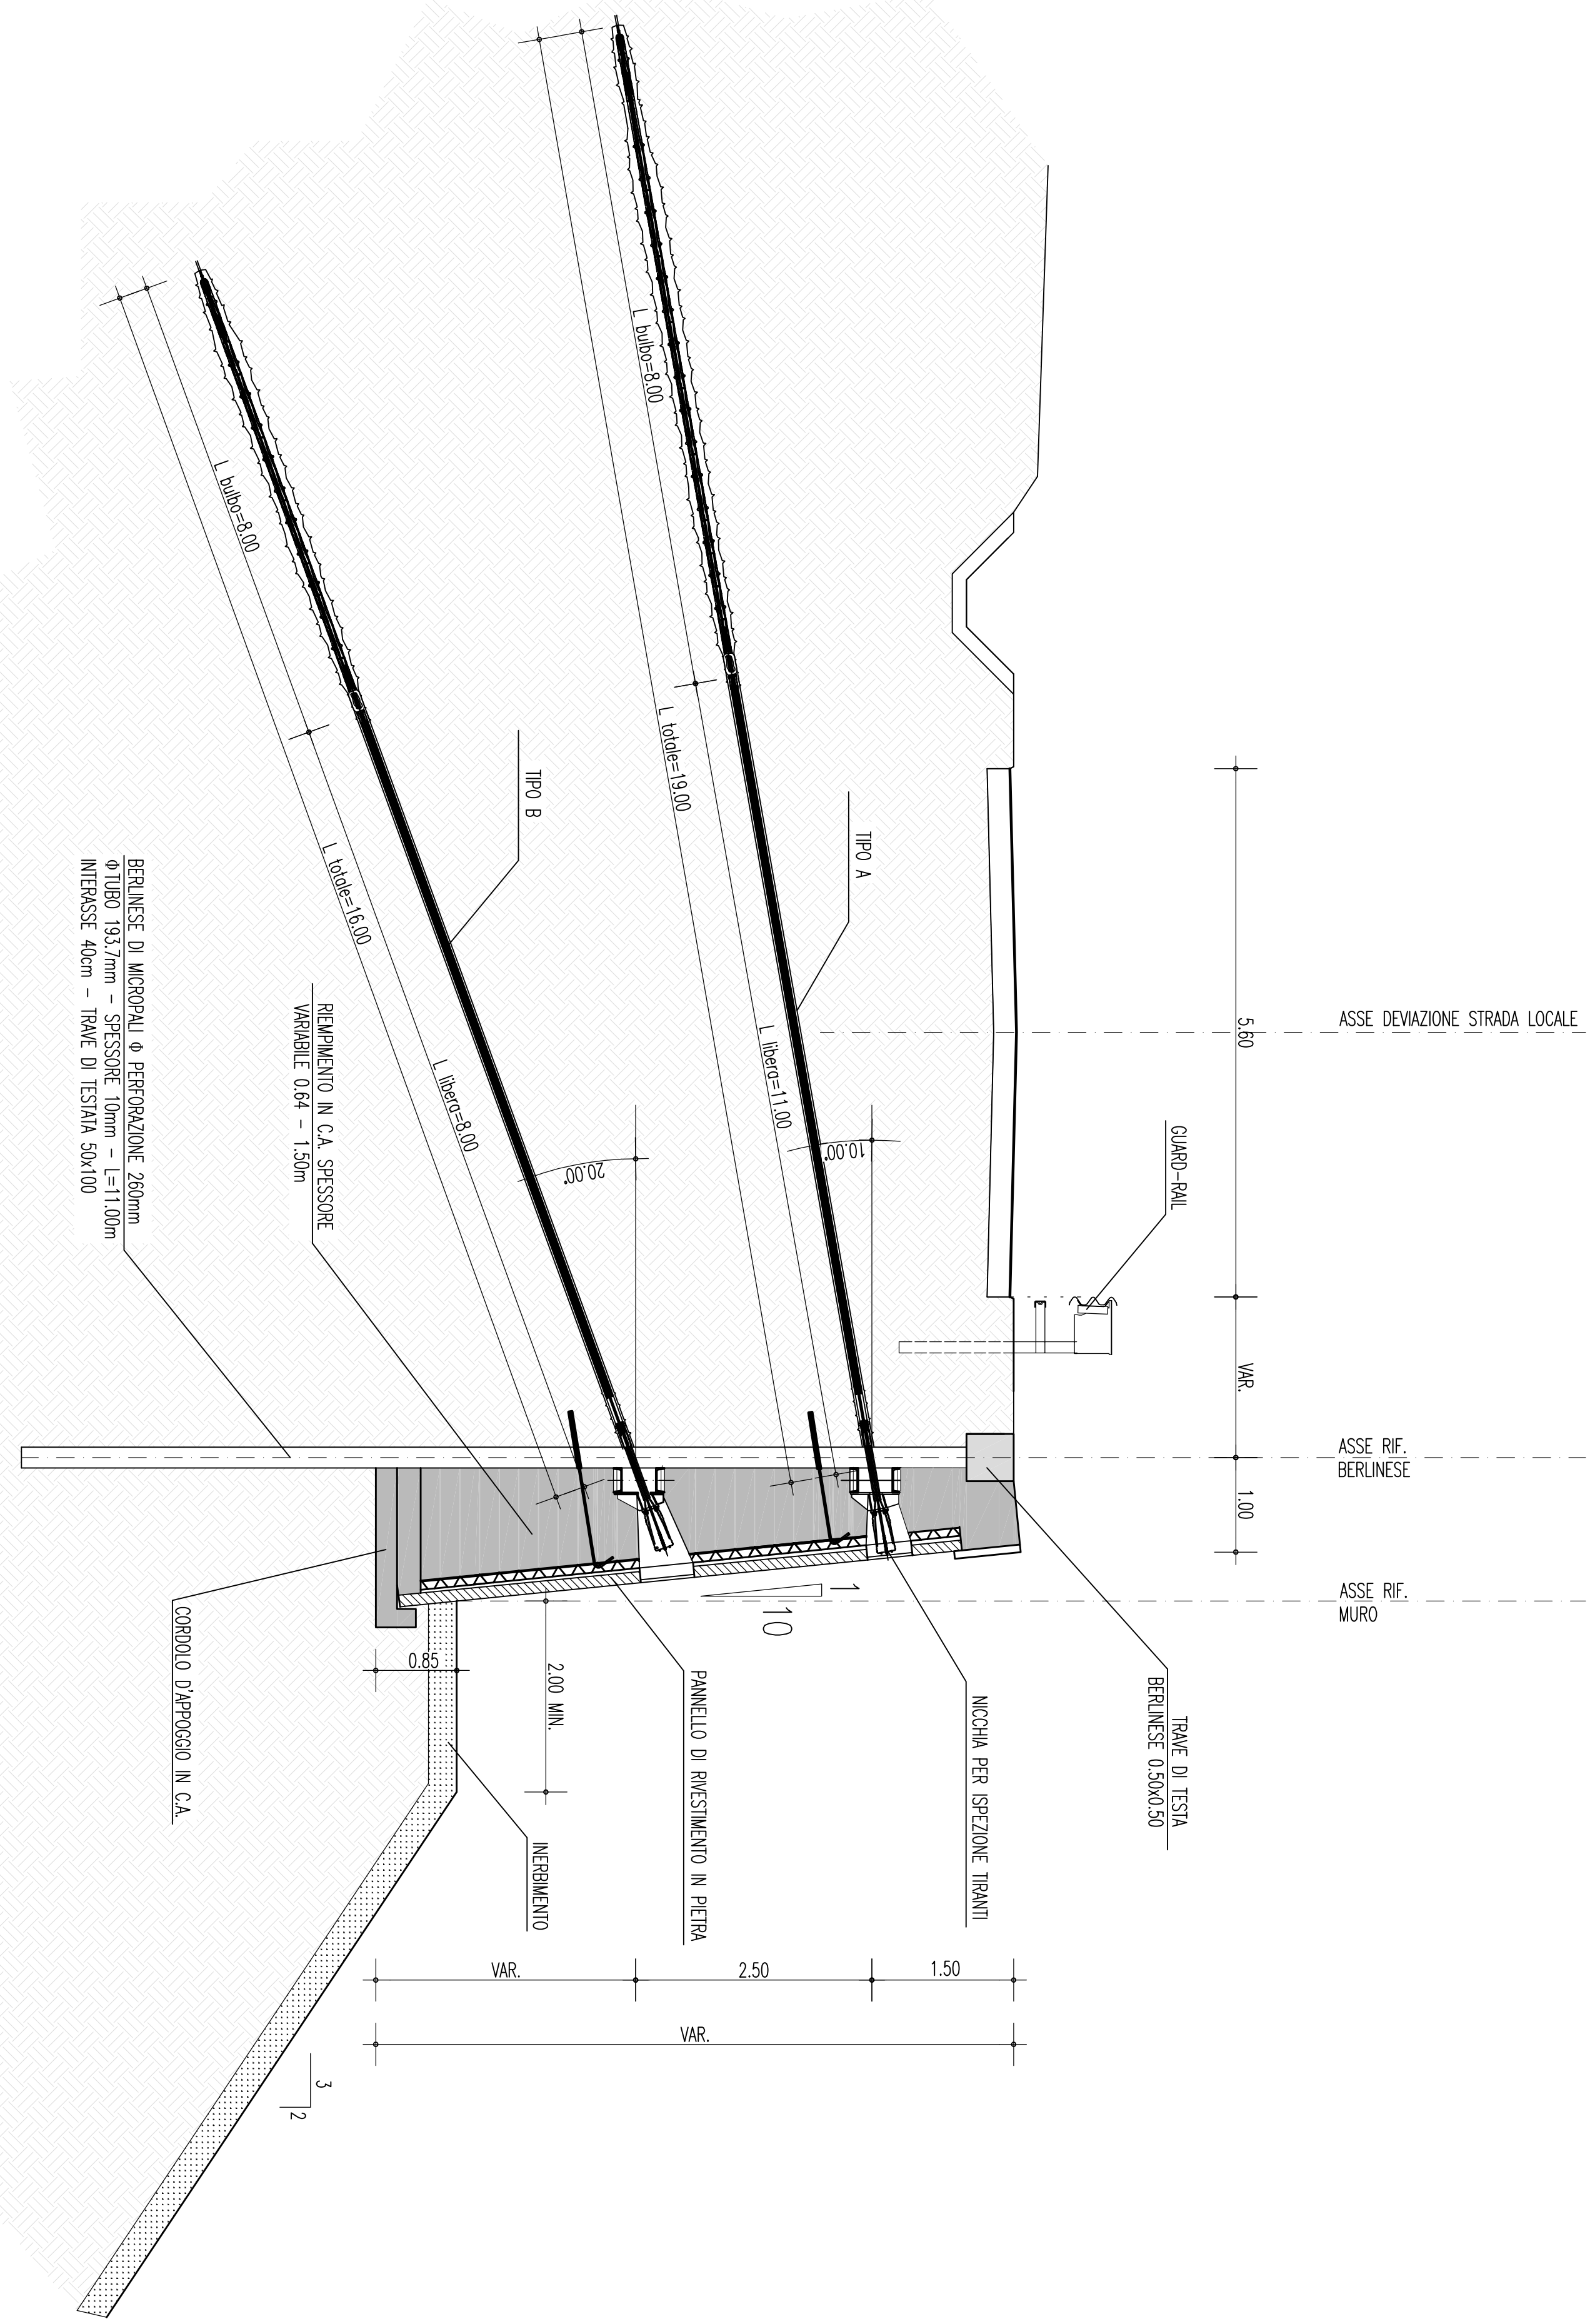 ASSE DEVIAZIONE STRADA LOCALE
ASSE RIF.
BERLINESE
ASSE RIF.
MURO
5.60
VAR.
1.00
GUARD-RAIL
TRAVE DI TESTA
BERLINESE 0.50x0.50
NICCHIA PER ISPEZIONE TIRANTI
PANNELLO DI RIVESTIMENTO IN PIETRA
INERBIMENTO
CORDOLO D'APPOGGIO IN C.A.
TIPO A
L bulbo=8.00
L totale=19.00
L libera=11.00
10.00°
TIPO B
L bulbo=8.00
L totale=16.00
L libera=8.00
20.00°
RIEMPIMENTO IN C.A. SPESSORE
VARIABILE 0.64 - 1.50m
BERLINESE DI MICROPALI Φ PERFORAZIONE 260mm
Φ TUBO 193.7mm - SPESSORE 10mm - L=11.00m
INTERASSE 40cm - TRAVE DI TESTATA 50x100
1
10
0.85
2.00 MIN.
1.50
2.50
VAR.
VAR.
3
2